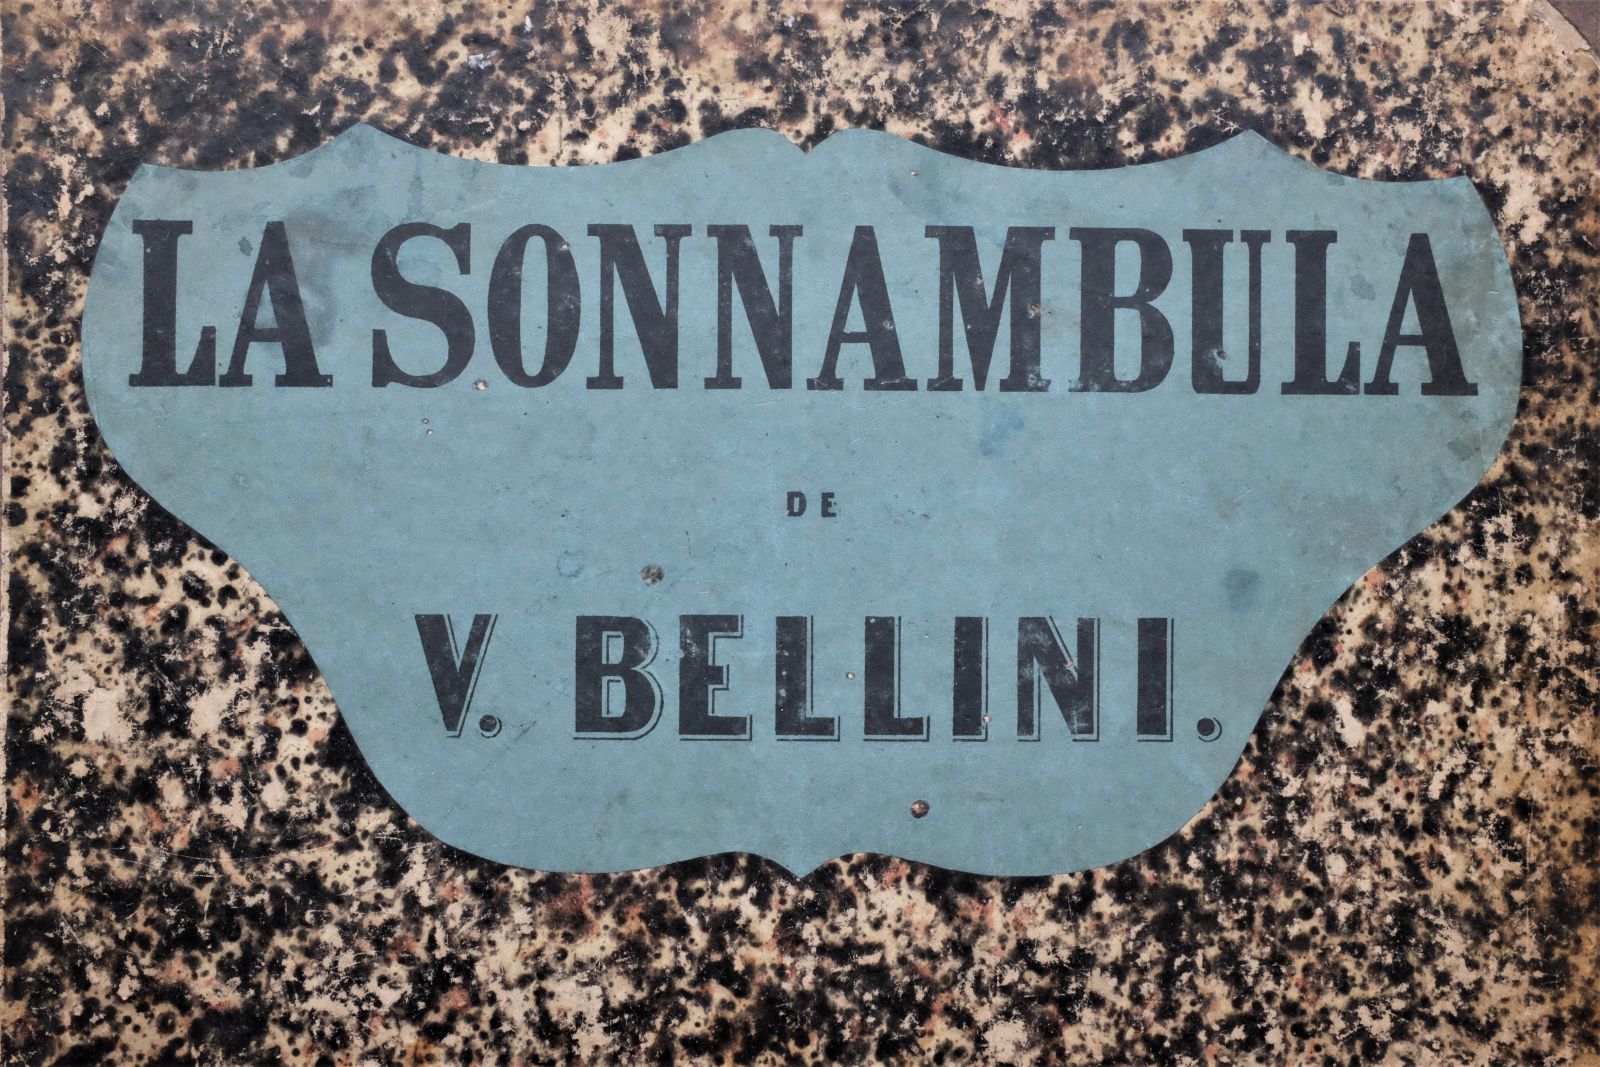 LA SONNAMBULA
DE
V. BELLINI.